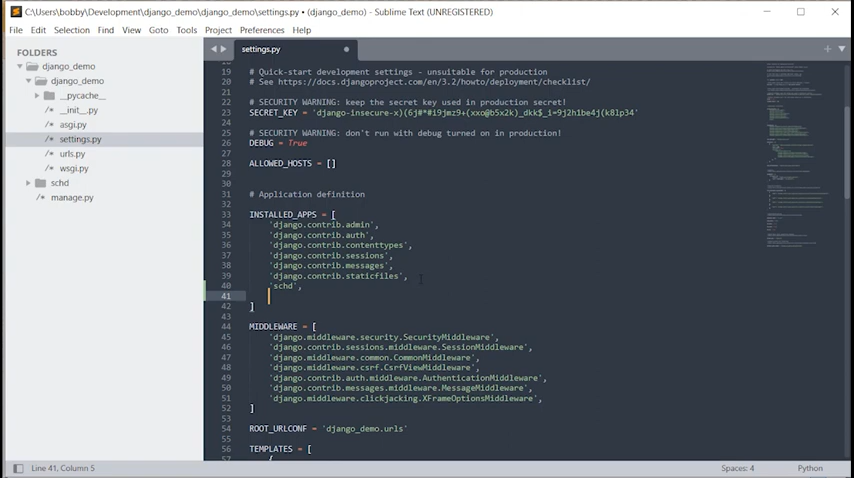 C:\Users\bobby\Development\django_demo\django_demo\settings.py • (django_demo) - Sublime Text (UNREGISTERED)
File Edit Selection Find View Goto Tools Project Preferences Help
FOLDERS
django_demo
django_demo
__pycache__
__init__.py
asgi.py
settings.py
urls.py
wsgi.py
schd
manage.py
settings.py
19 # Quick-start development settings - unsuitable for production
20 # See https://docs.djangoproject.com/en/3.2/howto/deployment/checklist/
21
22 # SECURITY WARNING: keep the secret key used in production secret!
23 SECRET_KEY = 'django-insecure-x)(6j#*#i9jmz9+(xxo@b5x2k)_dkk$_i=9j2h1be4j(k8lp34'
24
25 # SECURITY WARNING: don't run with debug turned on in production!
26 DEBUG = True
27
28 ALLOWED_HOSTS = []
29
30
31 # Application definition
32
33 INSTALLED_APPS = [
34 'django.contrib.admin',
35 'django.contrib.auth',
36 'django.contrib.contenttypes',
37 'django.contrib.sessions',
38 'django.contrib.messages',
39 'django.contrib.staticfiles',
40 'schd',
41
42 ]
43
44 MIDDLEWARE = [
45 'django.middleware.security.SecurityMiddleware',
46 'django.contrib.sessions.middleware.SessionMiddleware',
47 'django.middleware.common.CommonMiddleware',
48 'django.middleware.csrf.CsrfViewMiddleware',
49 'django.contrib.auth.middleware.AuthenticationMiddleware',
50 'django.contrib.messages.middleware.MessageMiddleware',
51 'django.middleware.clickjacking.XFrameOptionsMiddleware',
52 ]
53
54 ROOT_URLCONF = 'django_demo.urls'
55
56 TEMPLATES = [
57 {
Line 41, Column 5
Spaces: 4
Python